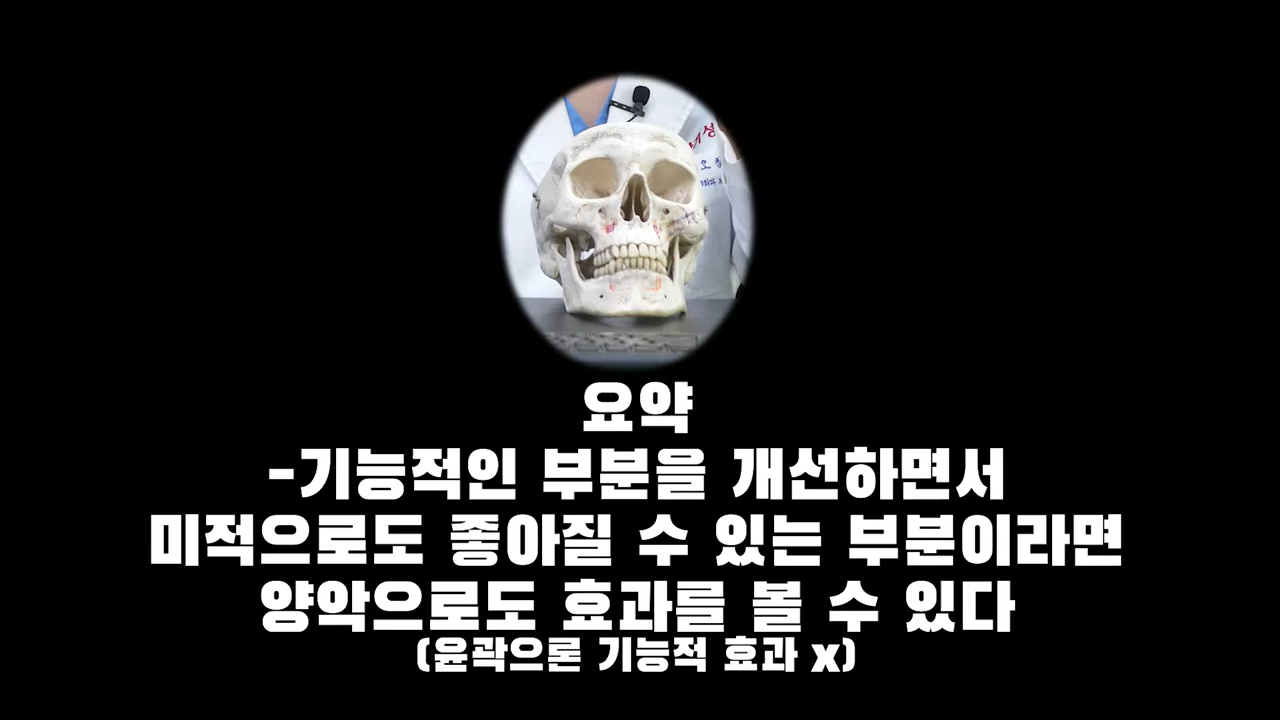 요약
-기능적인 부분을 개선하면서
미적으로도 좋아질 수 있는 부분이라면
양악으로도 효과를 볼 수 있다
(윤곽으론 기능적 효과 x)